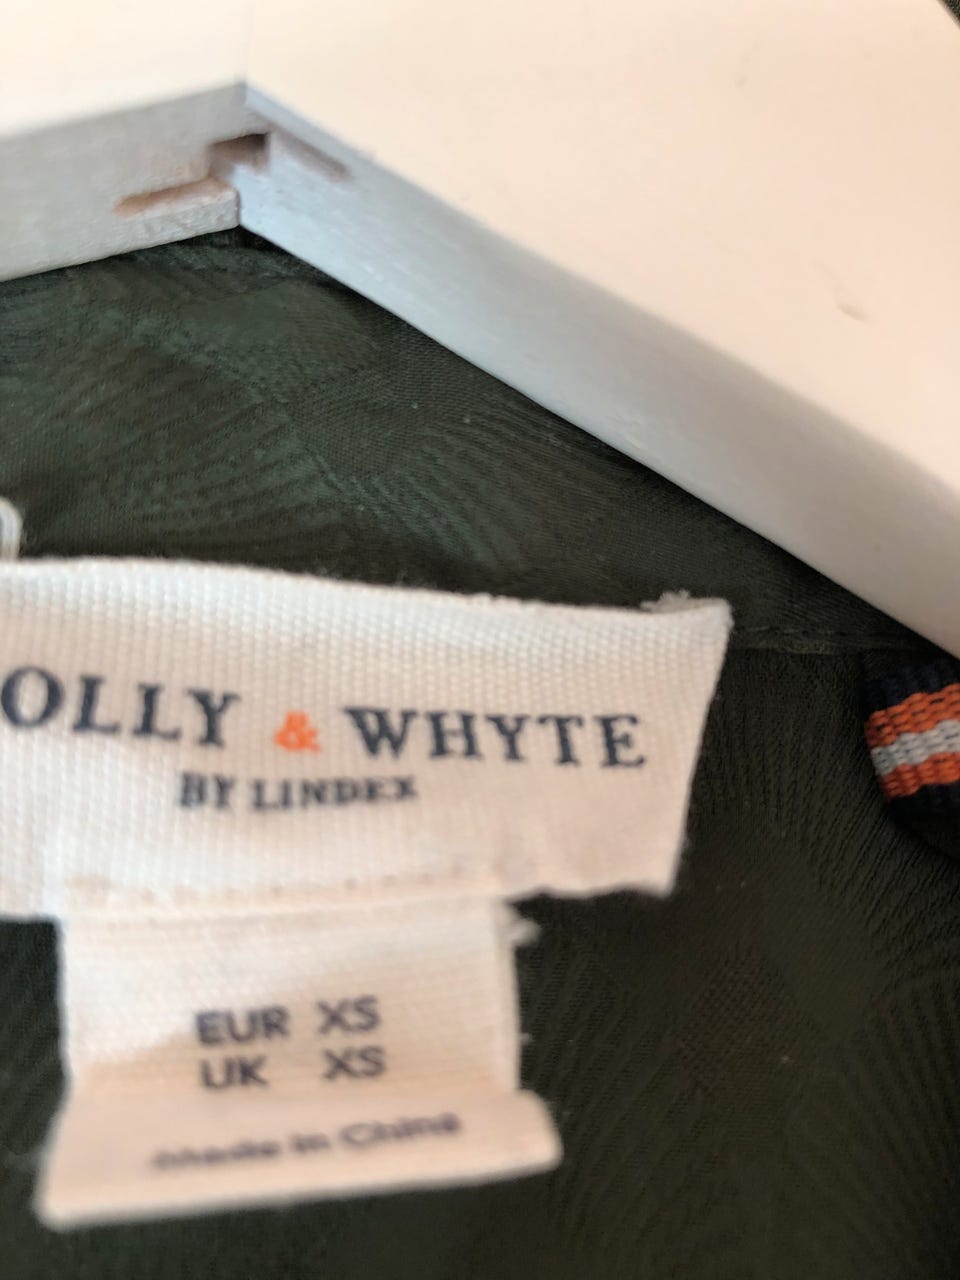 OLLY & WHYTE
BY LINDEX
EUR XS
UK XS
Made in China